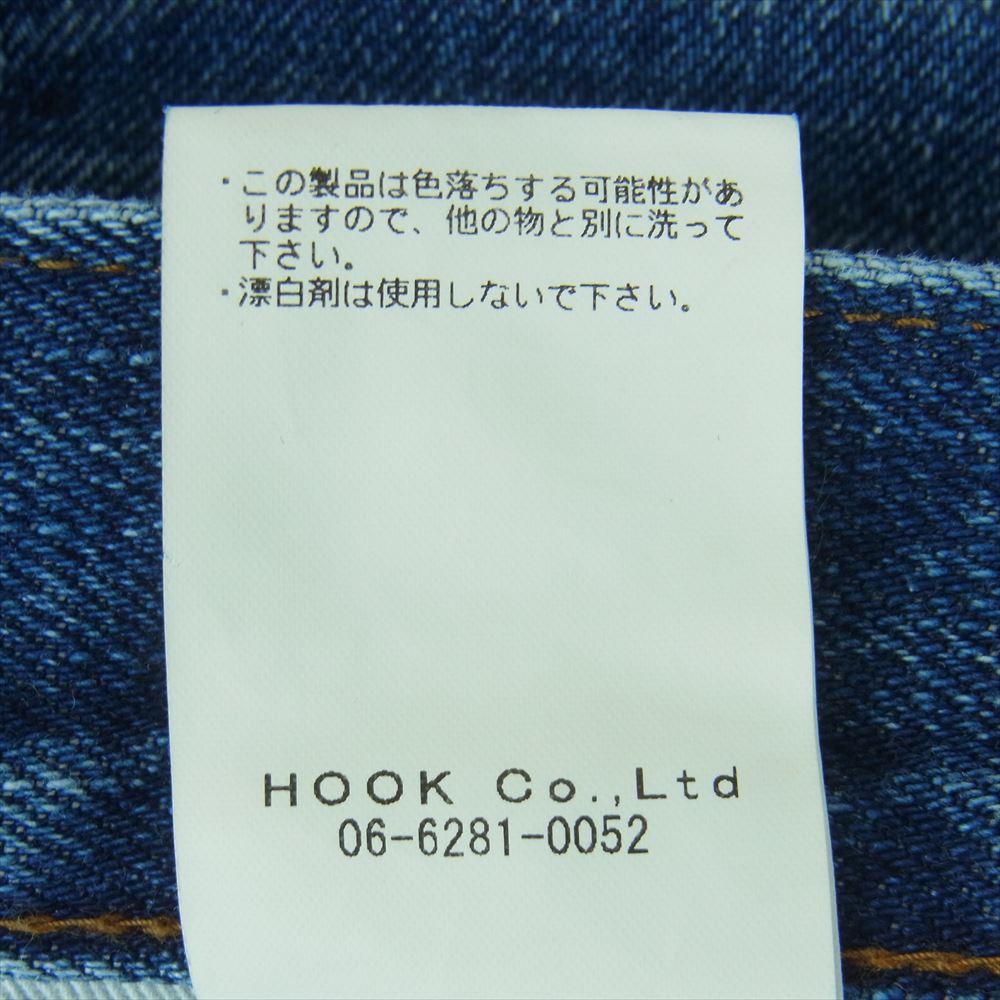 ・この製品は色落ちする可能性があ
りますので、他の物と別に洗って
下さい。
・漂白剤は使用しないで下さい。
HOOK Co.,Ltd
06-6281-0052